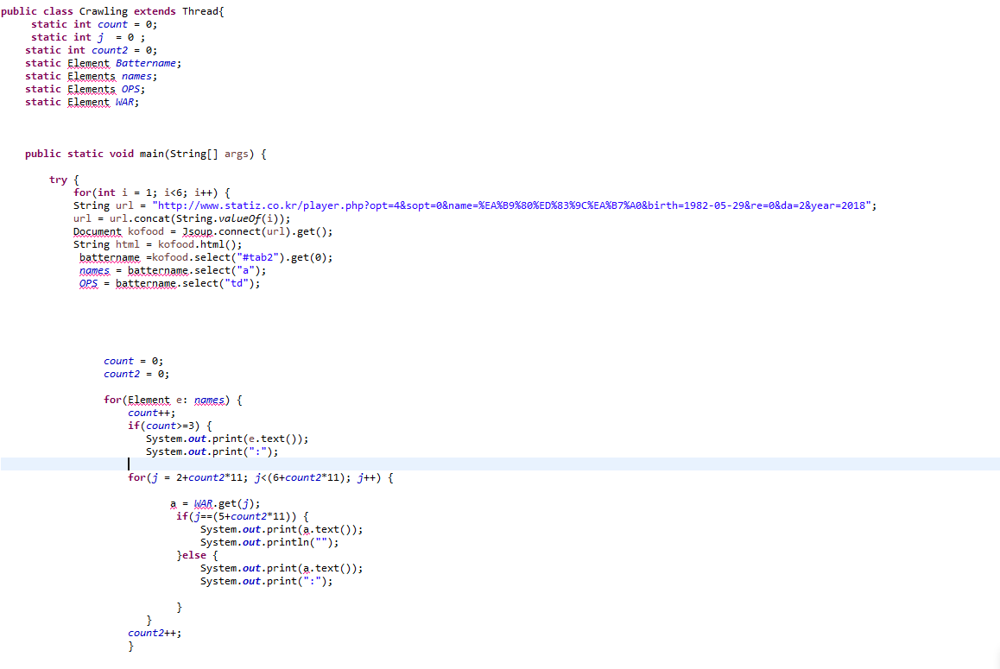 public class Crawling extends Thread{
static int count = 0;
static int j  = 0 ;
static int count2 = 0;
static Element Battername;
static Elements names;
static Elements OPS;
static Element WAR;
public static void main(String[] args) {
try {
for(int i = 1; i<6; i++) {
String url = "http://www.statiz.co.kr/player.php?opt=4&sopt=0&name=%EA%B9%80%ED%83%9C%EA%B7%A0&birth=1982-05-29&re=0&da=2&year=2018";
url = url.concat(String.valueOf(i));
Document kofood = Jsoup.connect(url).get();
String html = kofood.html();
battername =kofood.select("#tab2").get(0);
names = battername.select("a");
OPS = battername.select("td");
count = 0;
count2 = 0;
for(Element e: names) {
count++;
if(count>=3) {
System.out.print(e.text());
System.out.print(":");
for(j = 2+count2*11; j<(6+count2*11); j++) {
a = WAR.get(j);
if(j==(5+count2*11)) {
System.out.print(a.text());
System.out.println("");
}else {
System.out.print(a.text());
System.out.print(":");
}
}
count2++;
}